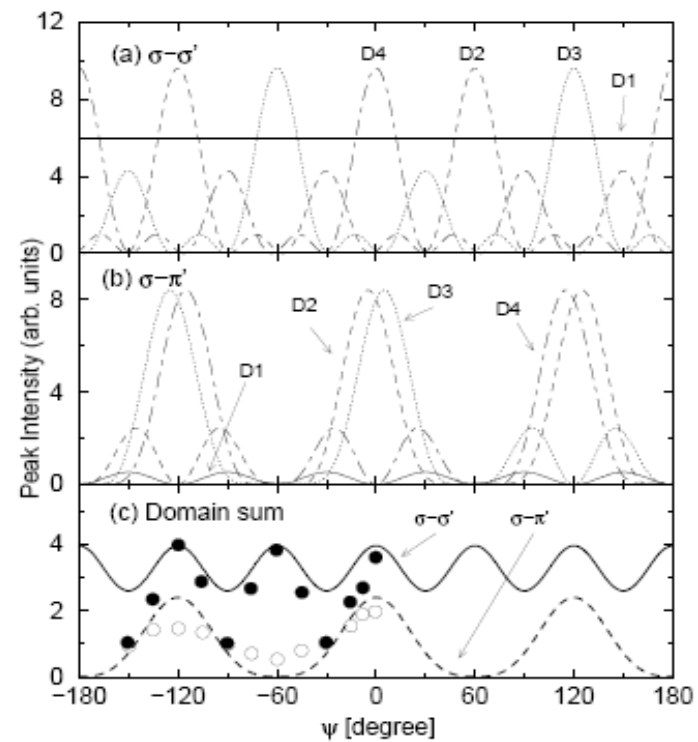 12
(a) σ−σ'
D4
D2
D3
D1
8
4
0
(b) σ−π'
8
D2
D3
D4
D1
4
0
(c) Domain sum
σ−σ'
σ−π'
4
2
0
−180
−120
−60
0
60
120
180
ψ [degree]
Peak Intensity (arb. units)